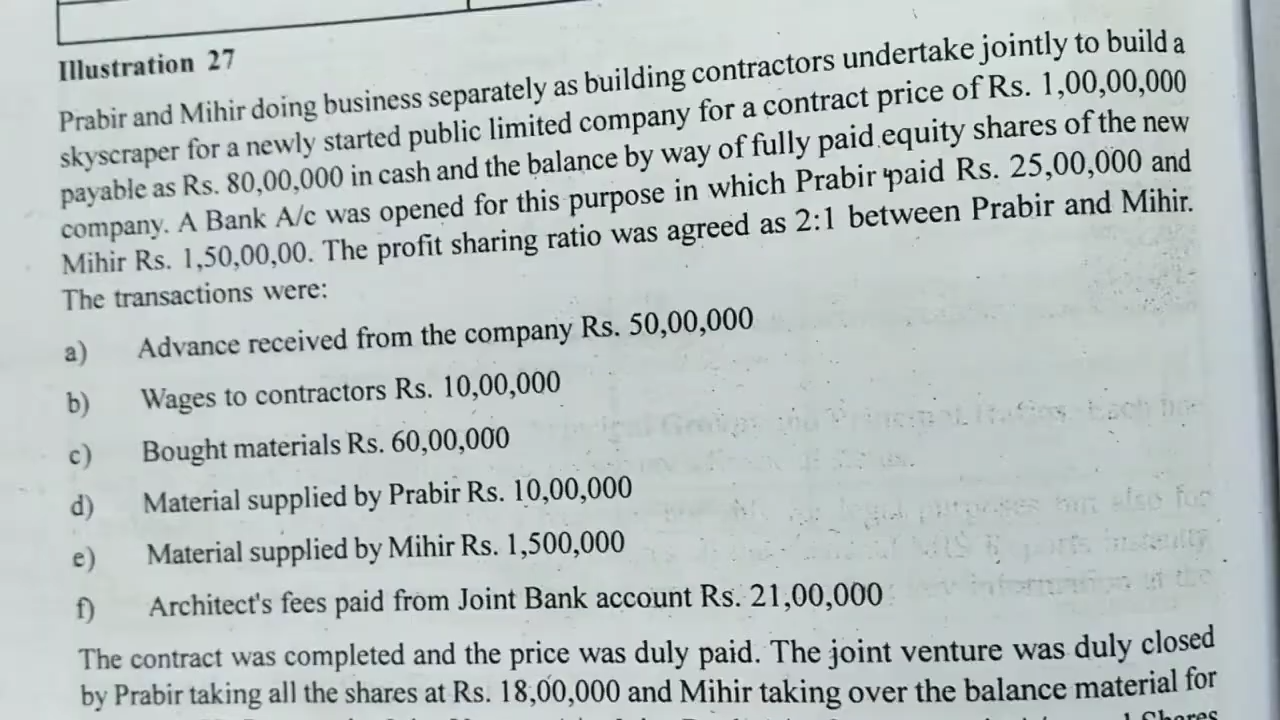 Illustration 27
Prabir and Mihir doing business separately as building contractors undertake jointly to build a
skyscraper for a newly started public limited company for a contract price of Rs. 1,00,00,000
payable as Rs. 80,00,000 in cash and the balance by way of fully paid equity shares of the new
company. A Bank A/c was opened for this purpose in which Prabir paid Rs. 25,00,000 and
Mihir Rs. 1,50,00,00. The profit sharing ratio was agreed as 2:1 between Prabir and Mihir.
The transactions were:
a) Advance received from the company Rs. 50,00,000
b) Wages to contractors Rs. 10,00,000
c) Bought materials Rs. 60,00,000
d) Material supplied by Prabir Rs. 10,00,000
e) Material supplied by Mihir Rs. 1,500,000
f) Architect's fees paid from Joint Bank account Rs. 21,00,000
The contract was completed and the price was duly paid. The joint venture was duly closed
by Prabir taking all the shares at Rs. 18,00,000 and Mihir taking over the balance material for
Shares